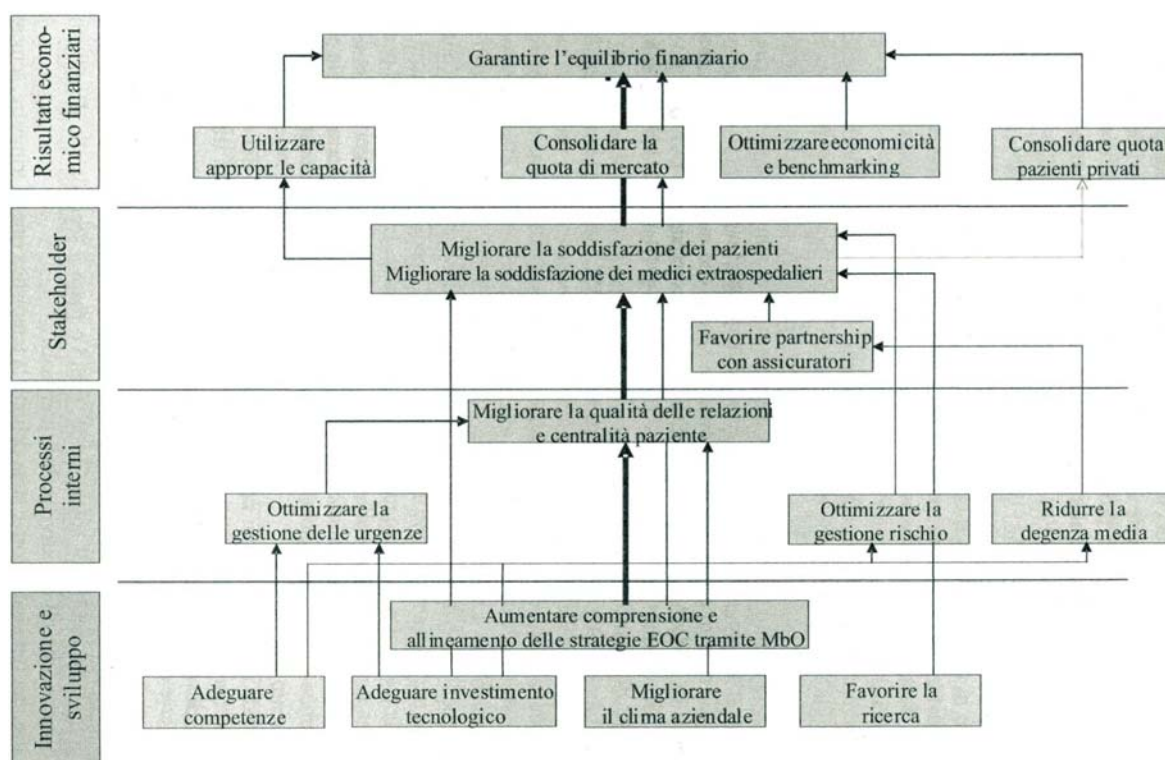 Risultati econo-
mico finanziari
Garantire l'equilibrio finanziario
Utilizzare
appropr. le capacità
Consolidare la
quota di mercato
Ottimizzare economicità
e benchmarking
Consolidare quota
pazienti privati
Stakeholder
Migliorare la soddisfazione dei pazienti
Migliorare la soddisfazione dei medici extraospedalieri
Favorire partnership
con assicuratori
Processi
interni
Migliorare la qualità delle relazioni
e centralità paziente
Ottimizzare la
gestione delle urgenze
Ottimizzare la
gestione rischio
Ridurre la
degenza media
Innovazione e
sviluppo
Aumentare comprensione e
allineamento delle strategie EOC tramite MbO
Adeguare
competenze
Adeguare investimento
tecnologico
Migliorare
il clima aziendale
Favorire la
ricerca